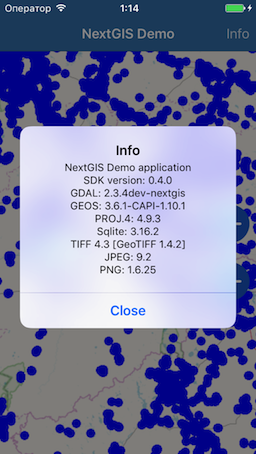 Оператор 1:14
NextGIS Demo Info
Info
NextGIS Demo application
SDK version: 0.4.0
GDAL: 2.3.4dev-nextgis
GEOS: 3.6.1-CAPI-1.10.1
PROJ.4: 4.9.3
Sqlite: 3.16.2
TIFF 4.3 [GeoTIFF 1.4.2]
JPEG: 9.2
PNG: 1.6.25
Close